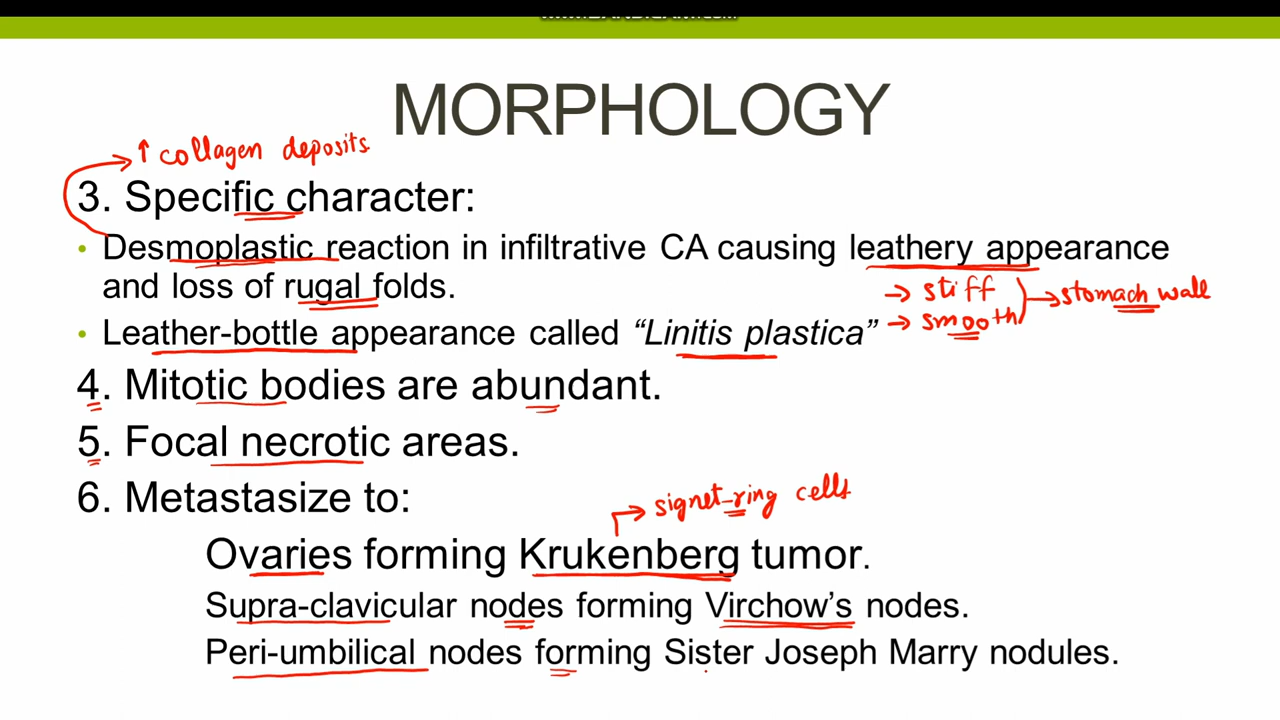 MORPHOLOGY
↑ collagen deposits
3. Specific character:
• Desmoplastic reaction in infiltrative CA causing leathery appearance
and loss of rugal folds.
→ stiff
→ smooth
→ stomach wall
• Leather-bottle appearance called “Linitis plastica”
4. Mitotic bodies are abundant.
5. Focal necrotic areas.
6. Metastasize to:
→ signet-ring cells
Ovaries forming Krukenberg tumor.
Supra-clavicular nodes forming Virchow’s nodes.
Peri-umbilical nodes forming Sister Joseph Marry nodules.